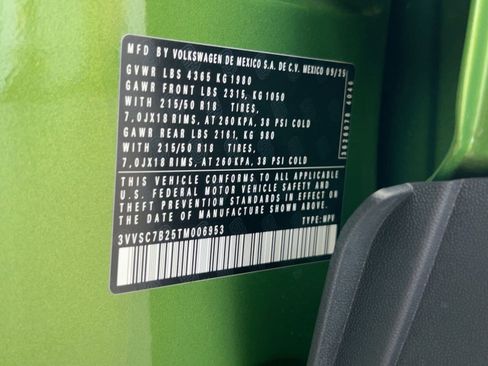 MFD BY VOLKSWAGEN DE MEXICO S.A. DE C.V. MEXICO 09/25
GVWR LBS 4365 KG 1980
GAWR FRONT LBS 2315, KG 1050
WITH 215/50 R18 TIRES,
7,0JX18 RIMS, AT 260 KPA, 38 PSI COLD
GAWR REAR LBS 2161, KG 980
WITH 215/50 R18 TIRES,
7,0JX18 RIMS, AT 260 KPA, 38 PSI COLD
THIS VEHICLE CONFORMS TO ALL APPLICABLE
U.S. FEDERAL MOTOR VEHICLE SAFETY AND
THEFT PREVENTION STANDARDS IN EFFECT ON
THE DATE OF MANUFACTURE SHOWN ABOVE.
3VVSC7B25TM006953 TYPE: MPV
3636078 4048